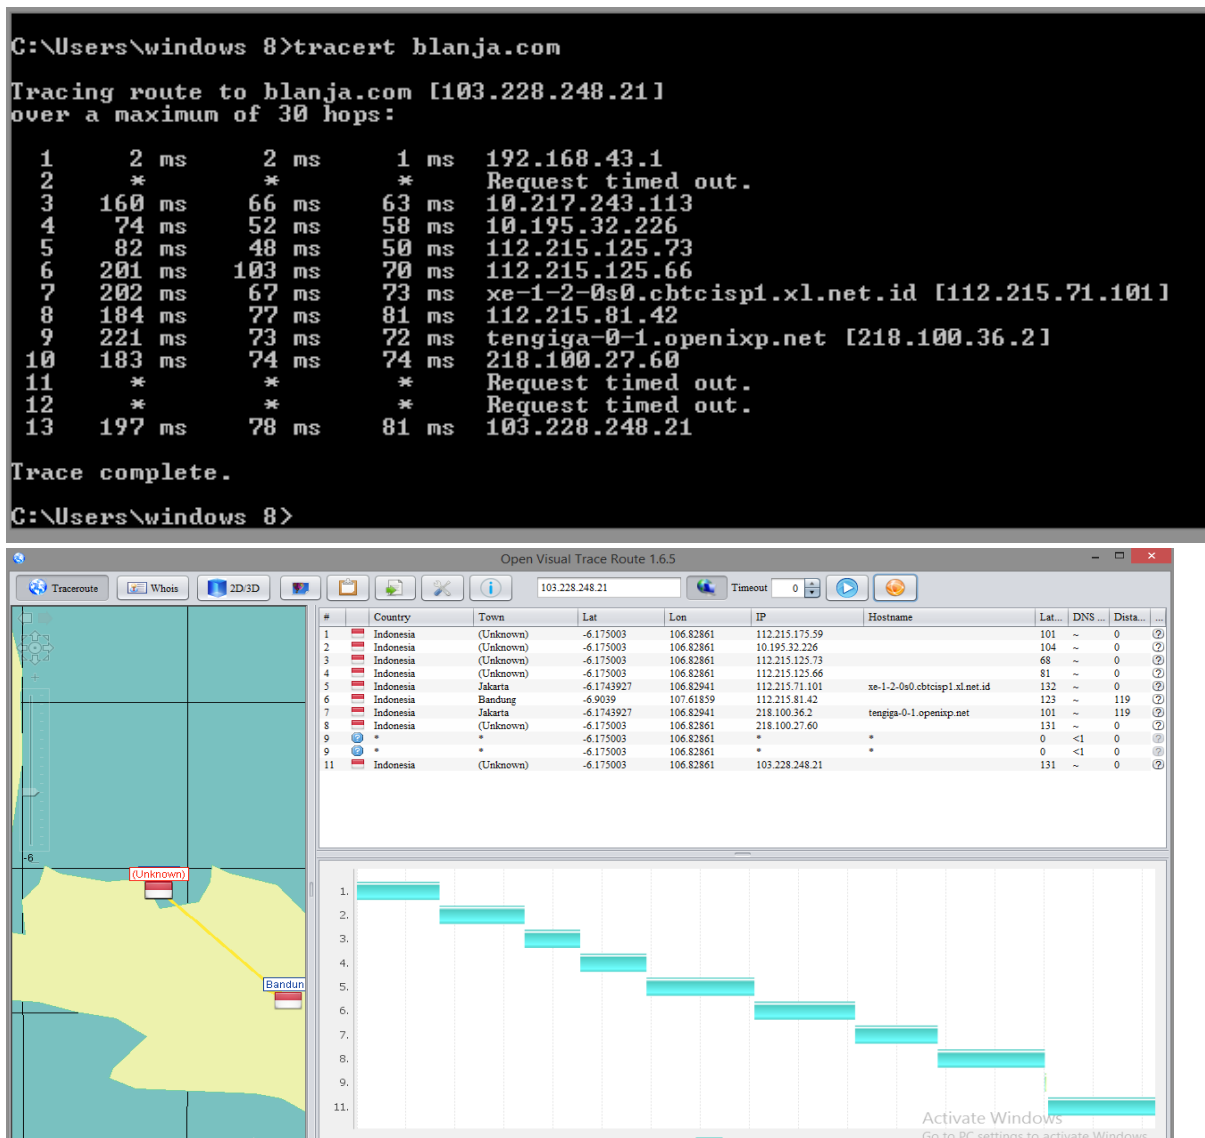 C:\Users\windows 8>tracert blanja.com
Tracing route to blanja.com [103.228.248.21]
over a maximum of 30 hops:
1 2 ms 2 ms 1 ms 192.168.43.1
2 * * * Request timed out.
3 160 ms 66 ms 63 ms 10.217.243.113
4 74 ms 52 ms 58 ms 10.195.32.226
5 82 ms 48 ms 50 ms 112.215.125.73
6 201 ms 103 ms 70 ms 112.215.125.66
7 202 ms 67 ms 73 ms xe-1-2-0s0.cbtcisp1.xl.net.id [112.215.71.101]
8 184 ms 77 ms 81 ms 112.215.81.42
9 221 ms 73 ms 72 ms tengiga-0-1.openixp.net [218.100.36.2]
10 183 ms 74 ms 74 ms 218.100.27.60
11 * * * Request timed out.
12 * * * Request timed out.
13 197 ms 78 ms 81 ms 103.228.248.21
Trace complete.
C:\Users\windows 8>
Open Visual Trace Route 1.6.5
Traceroute Whois 2D/3D 103.228.248.21 Timeout 0
# Country Town Lat Lon IP Hostname Lat... DNS ... Dista... ...
1 Indonesia (Unknown) -6.175003 106.82861 112.215.175.59 101 ~ 0
2 Indonesia (Unknown) -6.175003 106.82861 10.195.32.226 104 ~ 0
3 Indonesia (Unknown) -6.175003 106.82861 112.215.125.73 68 ~ 0
4 Indonesia (Unknown) -6.175003 106.82861 112.215.125.66 81 ~ 0
5 Indonesia Jakarta -6.1743927 106.82941 112.215.71.101 xe-1-2-0s0.cbtcisp1.xl.net.id 132 ~ 0
6 Indonesia Bandung -6.9039 107.61859 112.215.81.42 123 ~ 119
7 Indonesia Jakarta -6.1743927 106.82941 218.100.36.2 tengiga-0-1.openixp.net 101 ~ 119
8 Indonesia (Unknown) -6.175003 106.82861 218.100.27.60 131 ~ 0
9 * * -6.175003 106.82861 * * 0 <1 0
9 * * -6.175003 106.82861 * * 0 <1 0
11 Indonesia (Unknown) -6.175003 106.82861 103.228.248.21 131 ~ 0
-6
(Unknown)
Bandun
1.
2.
3.
4.
5.
6.
7.
8.
9.
11.
Activate Windows
Go to PC settings to activate Windows.